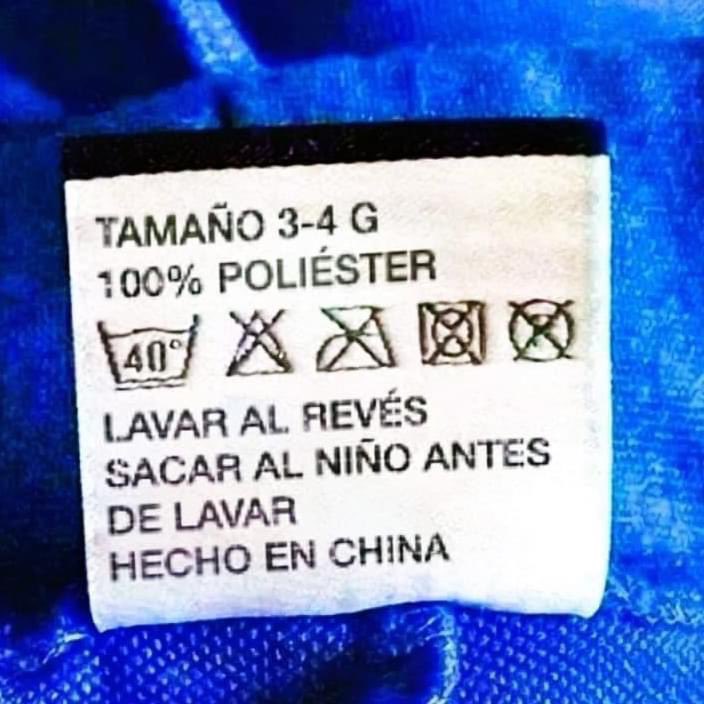 TAMAÑO 3-4 G
100% POLIÉSTER
40°
LAVAR AL REVÉS
SACAR AL NIÑO ANTES
DE LAVAR
HECHO EN CHINA